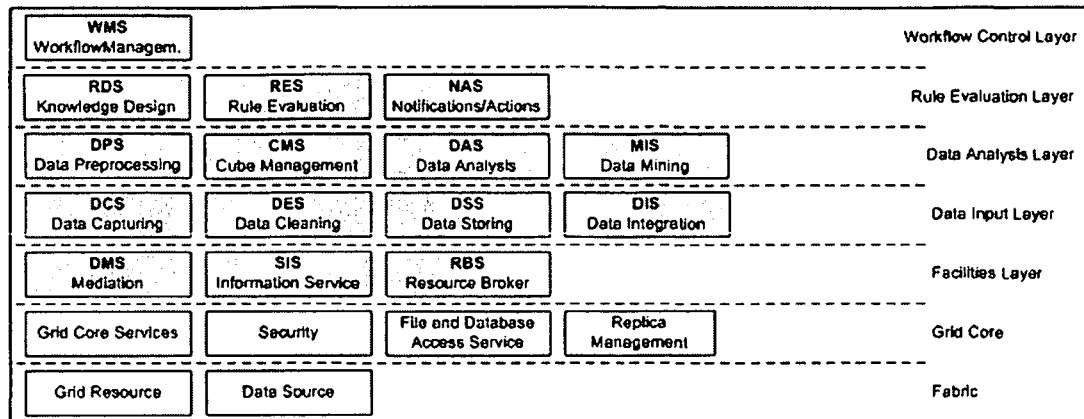 WMS
WorkflowManagem.
Workflow Control Layer
RDS
Knowledge Design
RES
Rule Evaluation
NAS
Notifications/Actions
Rule Evaluation Layer
DPS
Data Preprocessing
CMS
Cube Management
DAS
Data Analysis
MIS
Data Mining
Data Analysis Layer
DCS
Data Capturing
DES
Data Cleaning
DSS
Data Storing
DIS
Data Integration
Data Input Layer
DMS
Mediation
SIS
Information Service
RBS
Resource Broker
Facilities Layer
Grid Core Services
Security
File and Database
Access Service
Replica
Management
Grid Core
Grid Resource
Data Source
Fabric